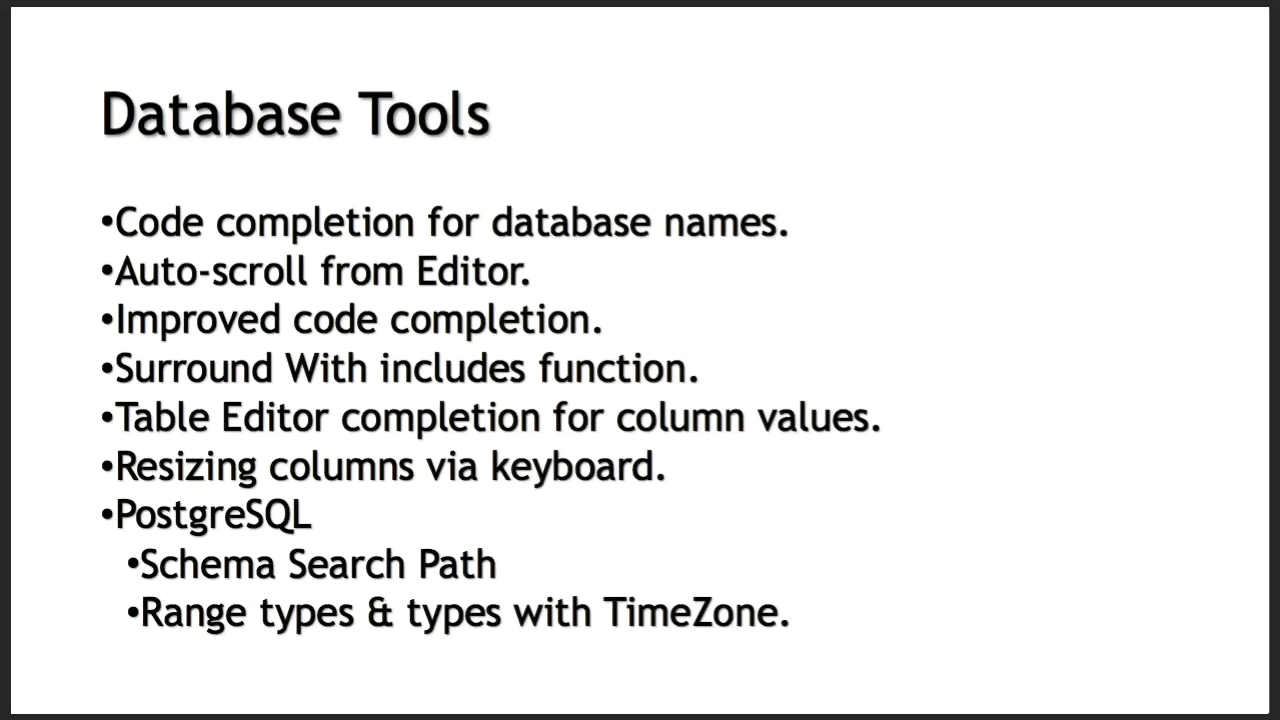 Database Tools
•Code completion for database names.
•Auto-scroll from Editor.
•Improved code completion.
•Surround With includes function.
•Table Editor completion for column values.
•Resizing columns via keyboard.
•PostgreSQL
•Schema Search Path
•Range types & types with TimeZone.